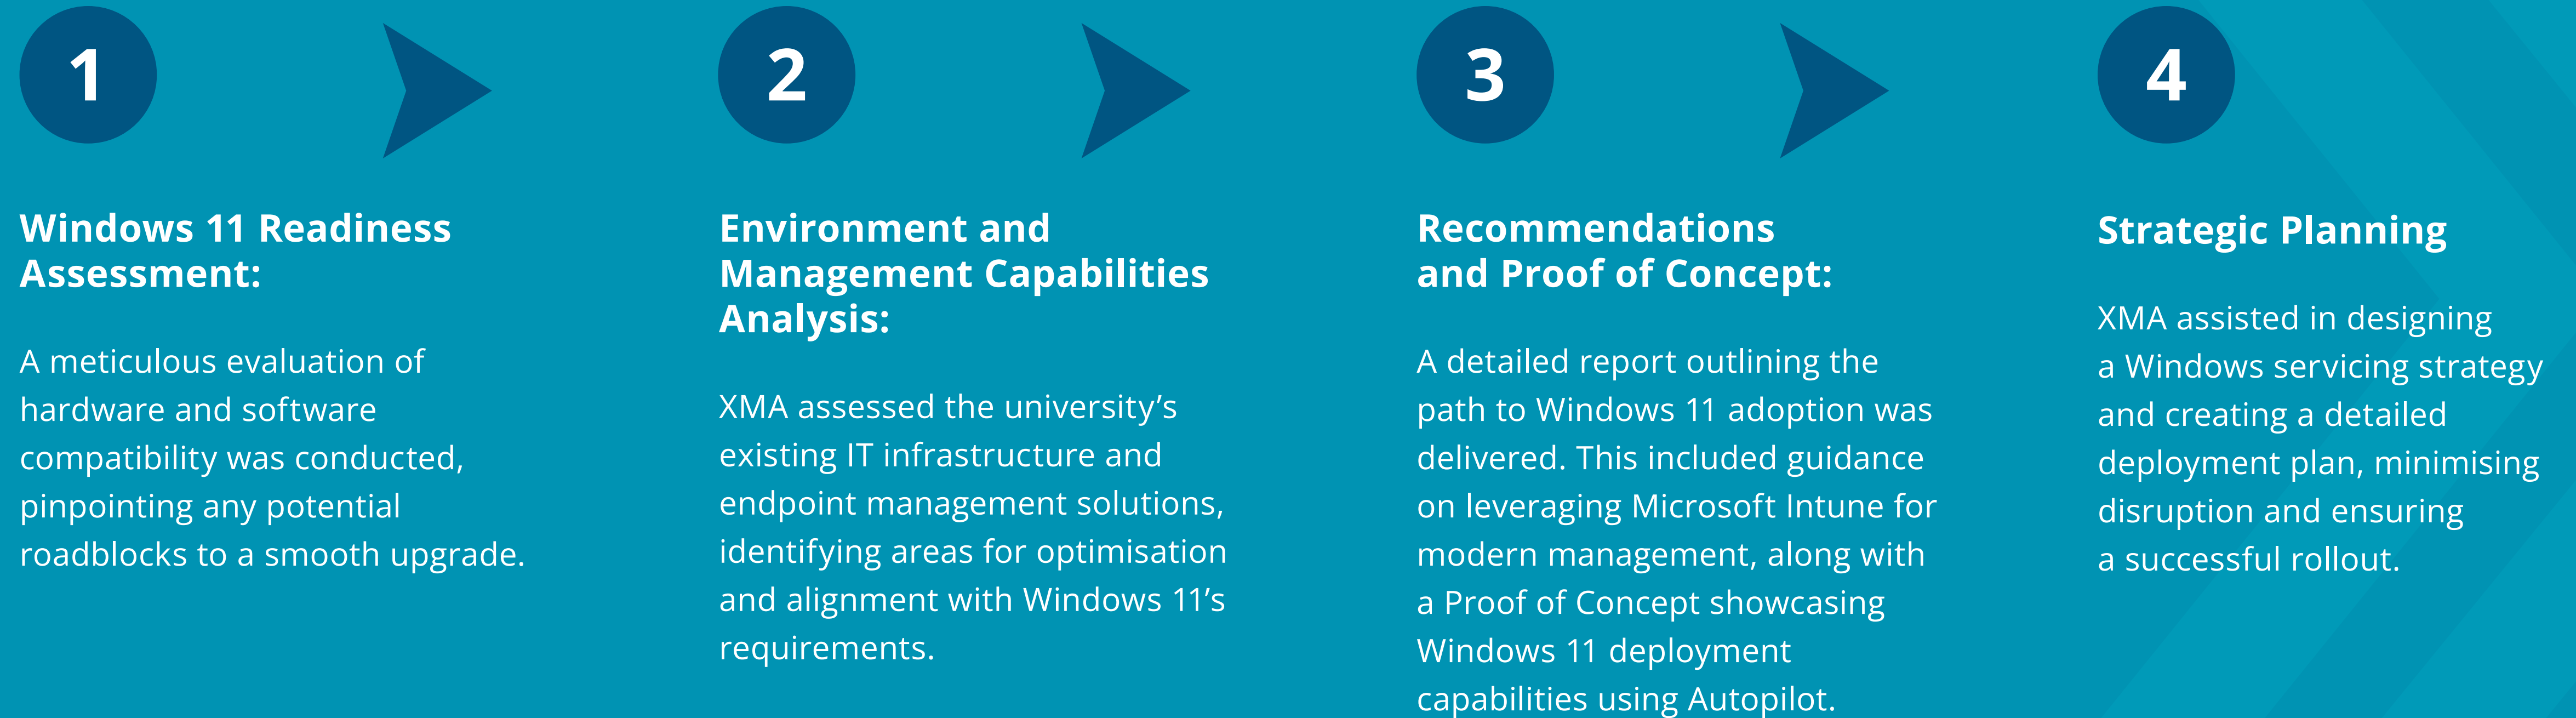 1
Windows 11 Readiness
Assessment:
A meticulous evaluation of
hardware and software
compatibility was conducted,
pinpointing any potential
roadblocks to a smooth upgrade.
2
Environment and
Management Capabilities
Analysis:
XMA assessed the university’s
existing IT infrastructure and
endpoint management solutions,
identifying areas for optimisation
and alignment with Windows 11’s
requirements.
3
Recommendations
and Proof of Concept:
A detailed report outlining the
path to Windows 11 adoption was
delivered. This included guidance
on leveraging Microsoft Intune for
modern management, along with
a Proof of Concept showcasing
Windows 11 deployment
capabilities using Autopilot.
4
Strategic Planning
XMA assisted in designing
a Windows servicing strategy
and creating a detailed
deployment plan, minimising
disruption and ensuring
a successful rollout.